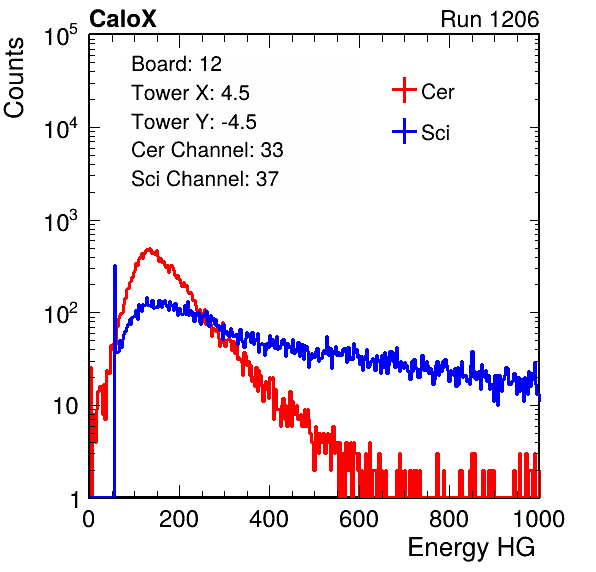 CaloX Run 1206
Counts
10^5
10^4
10^3
10^2
10
1
Board: 12
Tower X: 4.5
Tower Y: -4.5
Cer Channel: 33
Sci Channel: 37
Cer
Sci
0 200 400 600 800 1000
Energy HG